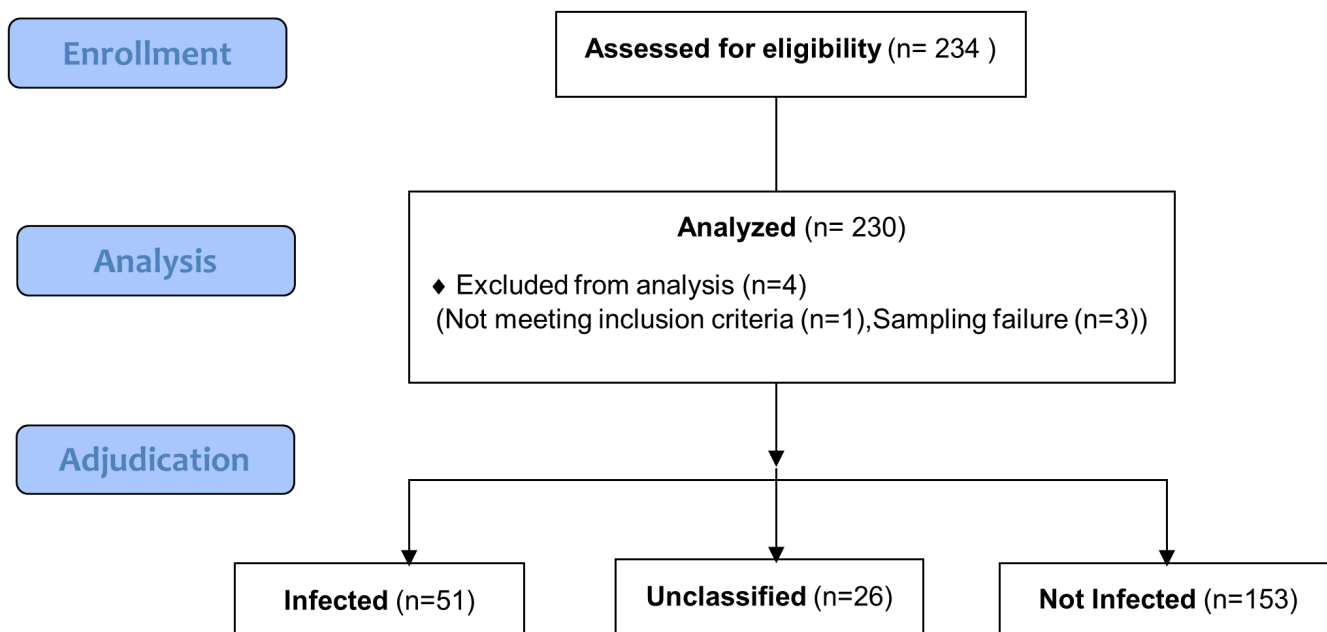 Enrollment
Assessed for eligibility (n= 234 )
Analysis
Analyzed (n= 230)
♦ Excluded from analysis (n=4)
(Not meeting inclusion criteria (n=1),Sampling failure (n=3))
Adjudication
Infected (n=51)
Unclassified (n=26)
Not Infected (n=153)